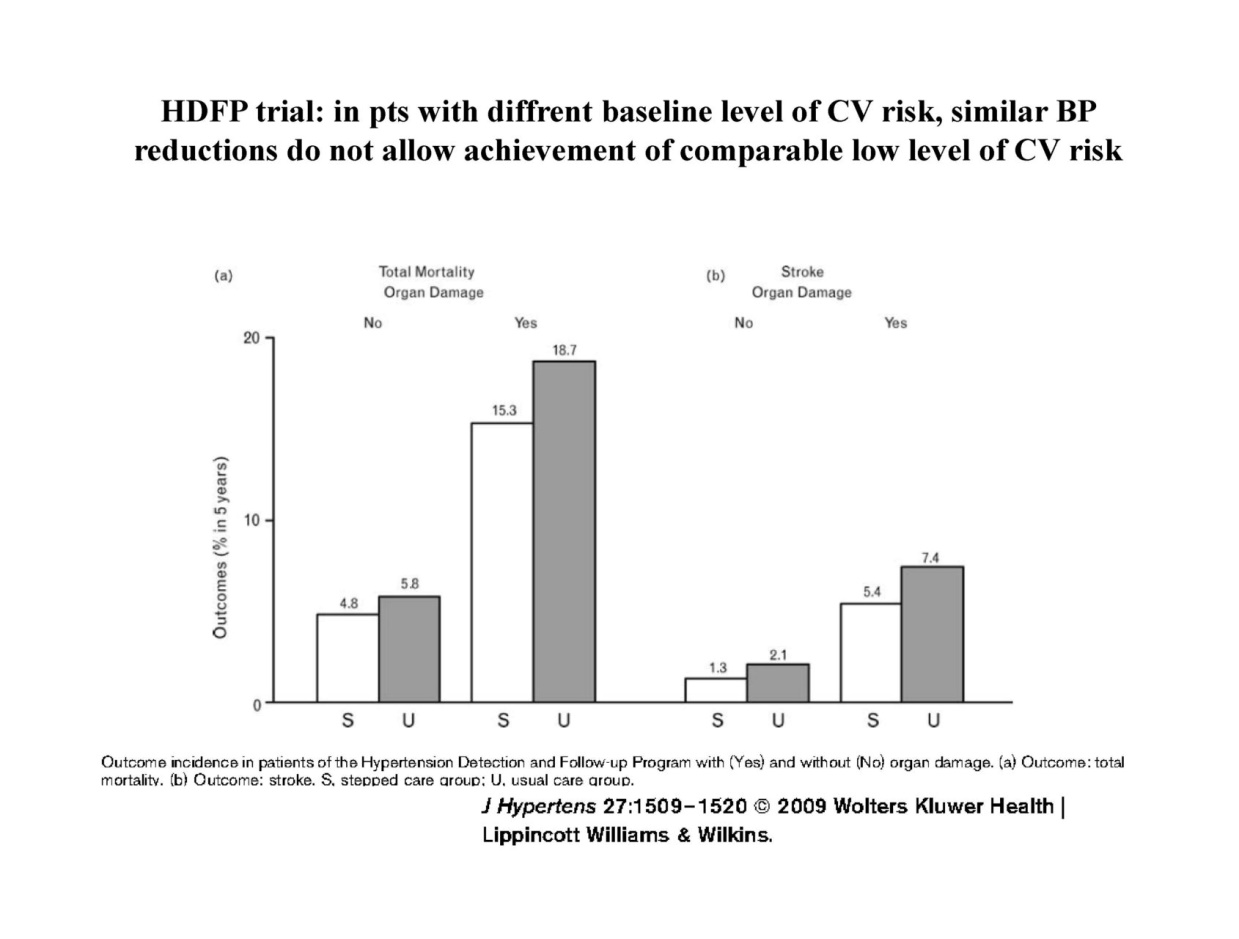 HDFP trial: in pts with diffrent baseline level of CV risk, similar BP
reductions do not allow achievement of comparable low level of CV risk
(a)
Total Mortality
Organ Damage
No Yes
(b)
Stroke
Organ Damage
No Yes
Outcomes (% in 5 years)
20
10
0
4.8
5.8
15.3
18.7
1.3
2.1
5.4
7.4
S U S U S U S U
Outcome incidence in patients of the Hypertension Detection and Follow-up Program with (Yes) and without (No) organ damage. (a) Outcome: total
mortality. (b) Outcome: stroke. S, stepped care group; U, usual care group.
J Hypertens 27:1509–1520 © 2009 Wolters Kluwer Health |
Lippincott Williams & Wilkins.